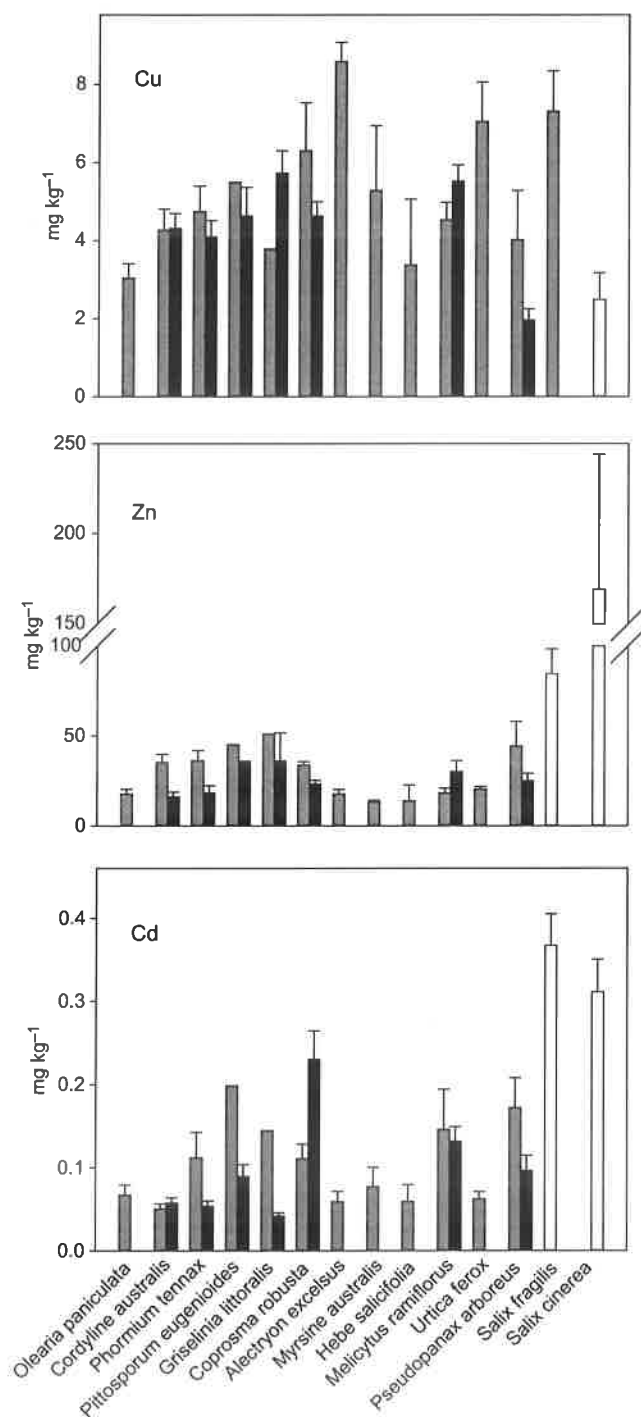 Cu
8
6
4
2
0
mg kg⁻¹
Zn
250
200
150
100
50
0
mg kg⁻¹
Cd
0.4
0.3
0.2
0.1
0.0
mg kg⁻¹
Olearia paniculata
Cordyline australis
Phormium tennax
Pittosporum eugenioides
Griselinia littoralis
Coprosma robusta
Alectryon excelsus
Myrsine australis
Hebe salicifolia
Melicytus ramiflorus
Urtica ferox
Pseudopanax arboreus
Salix fragilis
Salix cinerea